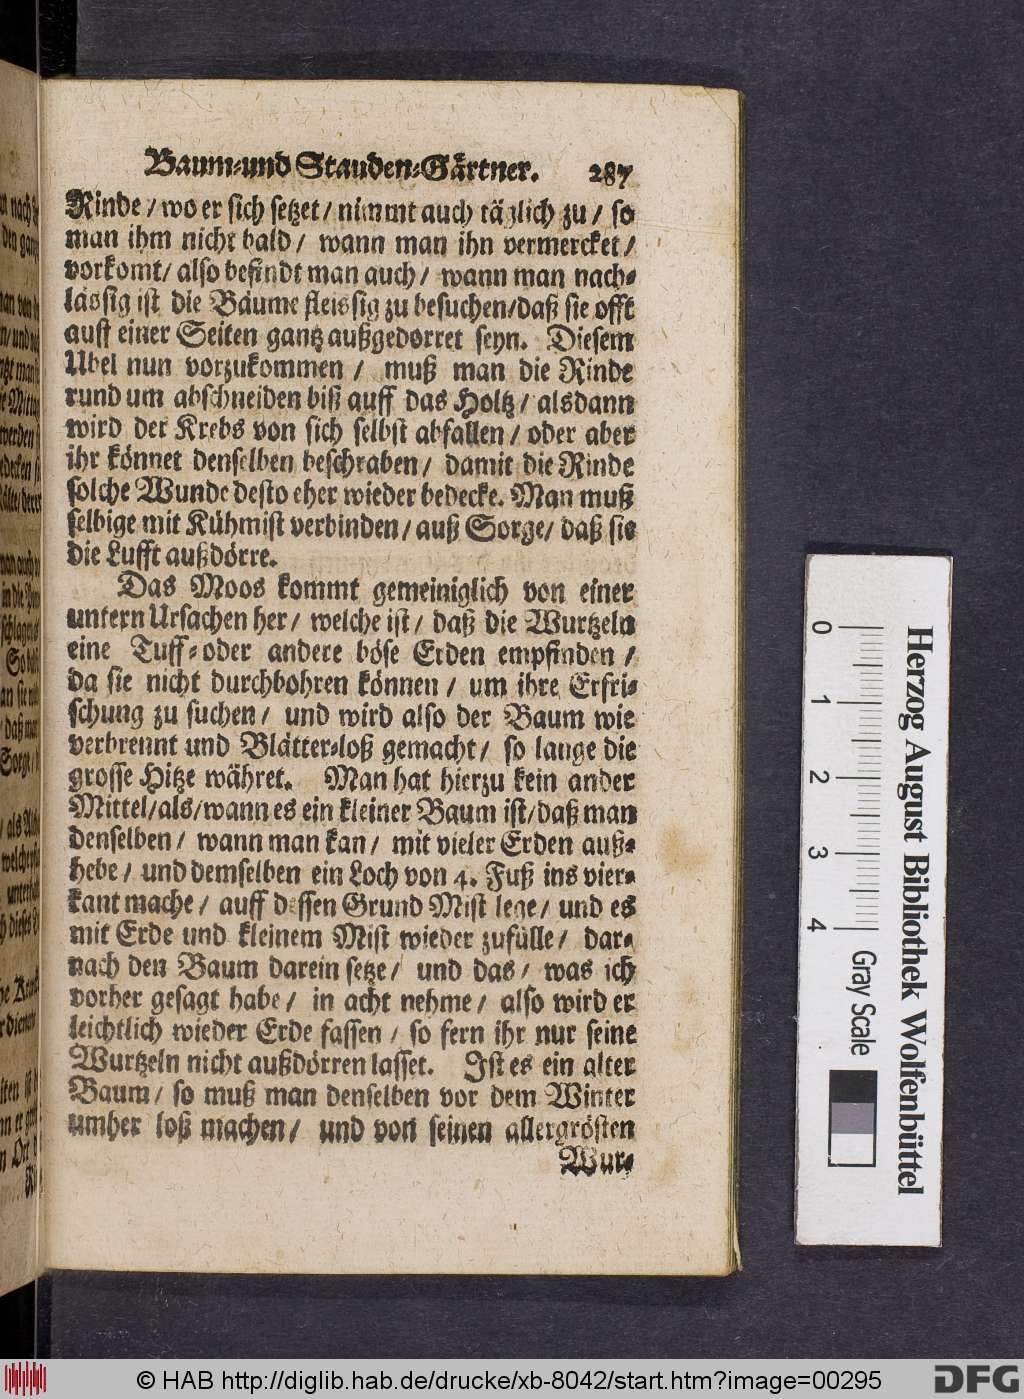 Baum-und Stauden-Gärtner. 287
Rinde / wo er sich setzet / nimmt auch täglich zu / so
man ihm nicht bald / wann man ihn vermercket /
vorkomt / also befindt man auch / wann man nach-
lässig ist die Bäume fleissig zu besuchen / daß sie offt
auff einer Seiten gantz außgedorret seyn. Diesem
Ubel nun vorzukommen / muß man die Rinde
rund um abschneiden biß auff das Holtz / alsdann
wird der Krebs von sich selbst abfallen / oder aber
ihr könnet denselben beschraben / damit die Rinde
solche Wunde desto eher wieder bedecke. Man muß
selbige mit Kühmist verbinden / auß Sorge / daß sie
die Lufft außdörre.
Das Moos kommt gemeiniglich von einer
untern Ursachen her / welche ist / daß die Wurtzeln
eine Tuff-oder andere böse Erden empfinden /
da sie nicht durchbohren können / um ihre Erfri-
schung zu suchen / und wird also der Baum wie
verbrennt und Blätter-loß gemacht / so lange die
grosse Hitze währet. Man hat hierzu kein ander
Mittel / als / wann es ein kleiner Baum ist / daß man
denselben / wann man kan / mit vieler Erden auß-
hebe / und demselben ein Loch von 4. Fuß ins vier-
kant mache / auff dessen Grund Mist lege / und es
mit Erde und kleinem Mist wieder zufülle / dar-
nach den Baum darein setze / und das / was ich
vorher gesagt habe / in acht nehme / also wird er
leichtlich wieder Erde fassen / so fern ihr nur seine
Wurtzeln nicht außdörren lasset. Ist es ein alter
Baum / so muß man denselben vor dem Winter
umher loß machen / und von seinen allergrösten
Wur-
Herzog August Bibliothek Wolfenbüttel
0 1 2 3 4 Gray Scale
© HAB http://diglib.hab.de/drucke/xb-8042/start.htm?image=00295
DFG